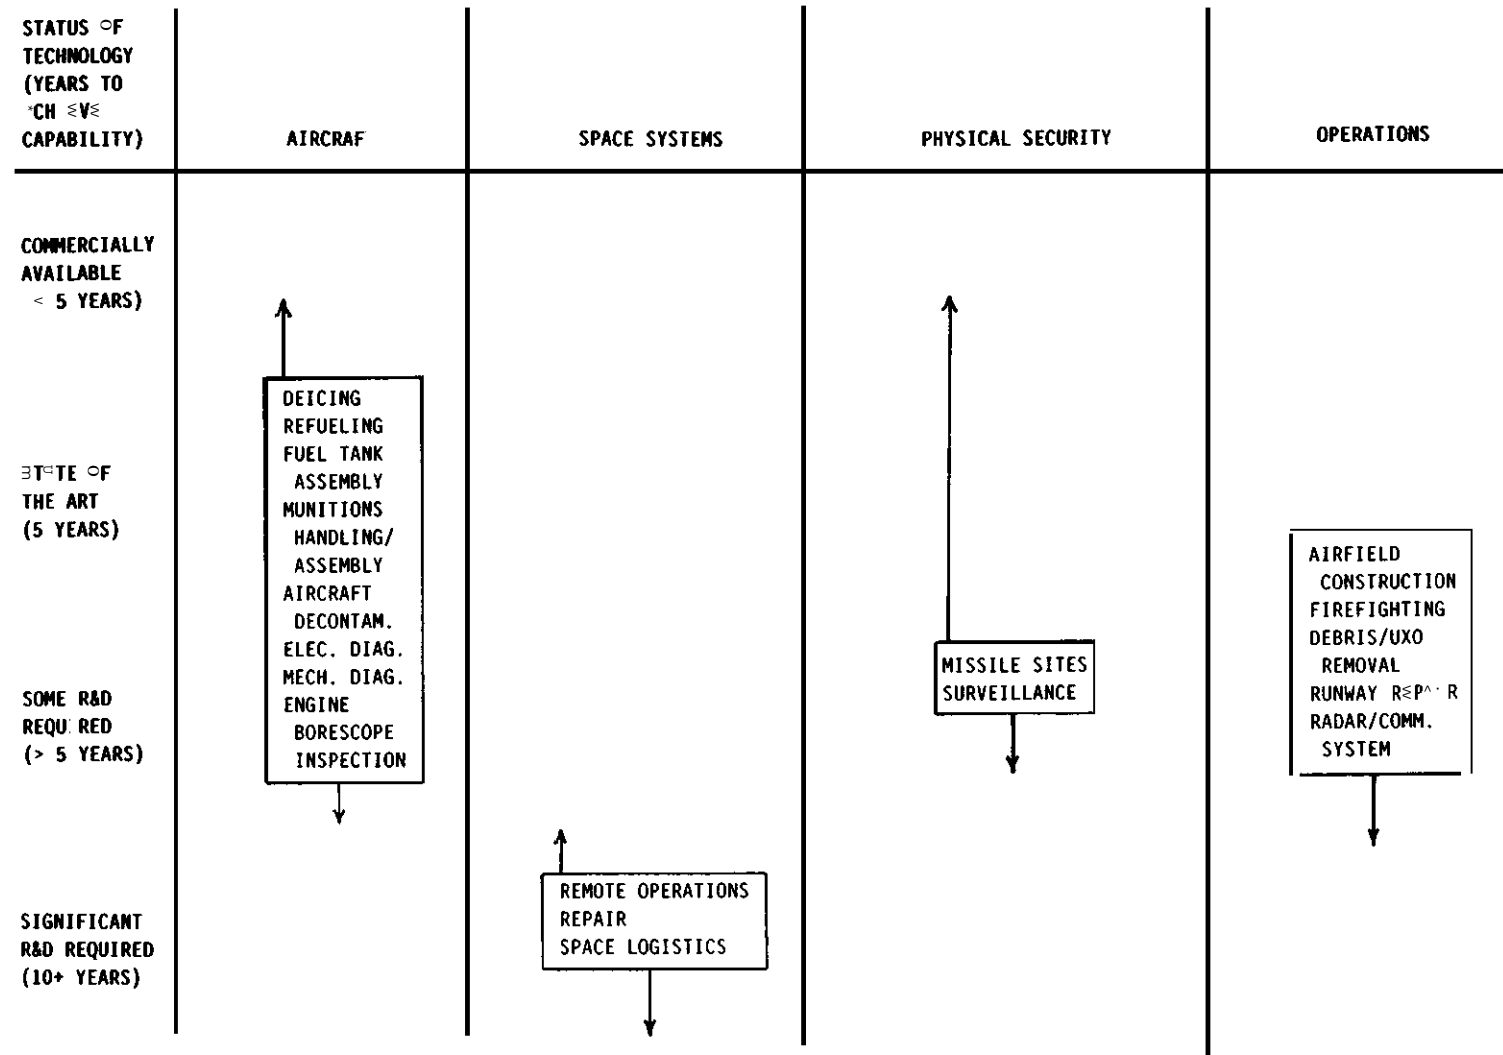 STATUS OF
TECHNOLOGY
(YEARS TO
CAPABILITY)
AIRCRAF
SPACE SYSTEMS
PHYSICAL SECURITY
OPERATIONS
COMMERCIALLY
AVAILABLE
< 5 YEARS)
DEICING
REFUELING
FUEL TANK
ASSEMBLY
MUNITIONS
HANDLING/
ASSEMBLY
AIRCRAFT
DECONTAM.
ELEC. DIAG.
MECH. DIAG.
ENGINE
BORESCOPE
INSPECTION
OF
THE ART
(5 YEARS)
AIRFIELD
CONSTRUCTION
FIREFIGHTING
DEBRIS/UXO
REMOVAL
RUNWAY
RADAR/COMM.
SYSTEM
MISSILE SITES
SURVEILLANCE
SOME R&D
REQU RED
(> 5 YEARS)
REMOTE OPERATIONS
REPAIR
SPACE LOGISTICS
SIGNIFICANT
R&D REQUIRED
(10+ YEARS)